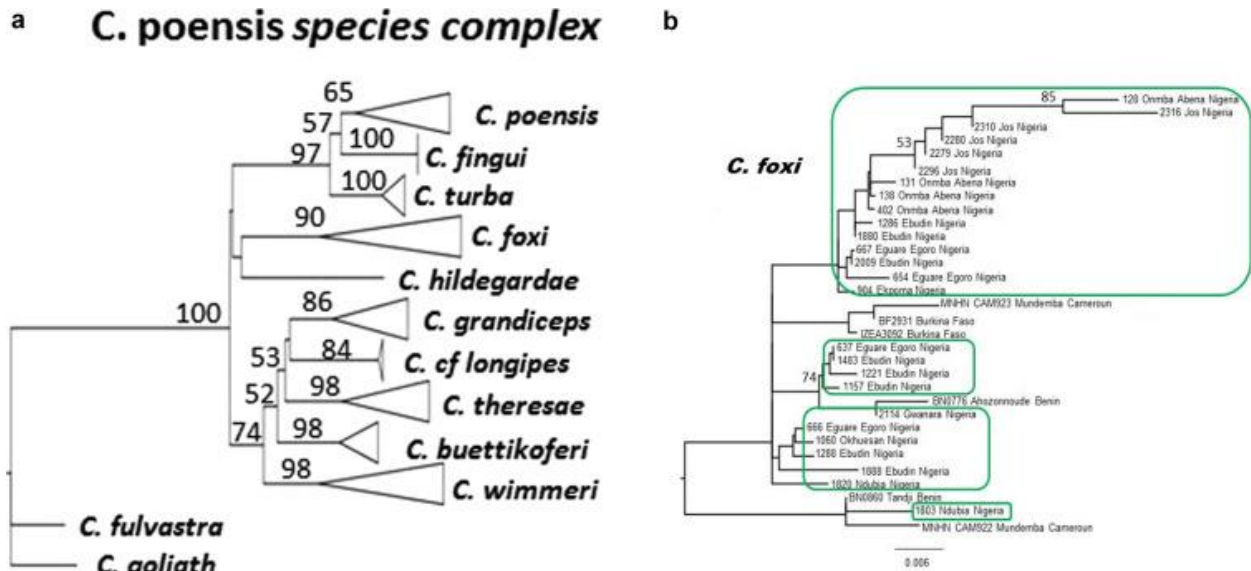 a
C. poensis species complex
65
C. poensis
57
100
C. fingui
97
100
C. turba
90
C. foxi
C. hildegardae
100
86
C. grandiceps
53
84
C. cf longipes
52
98
C. theresae
74
98
C. buettikoferi
98
C. wimmeri
C. fulvastra
C. goliath
b
C. foxi
85
128 Onmba Abena Nigeria
2316 Jos Nigeria
2310 Jos Nigeria
53
2280 Jos Nigeria
2279 Jos Nigeria
2296 Jos Nigeria
131 Onmba Abena Nigeria
138 Onmba Abena Nigeria
402 Onmba Abena Nigeria
1286 Ebudin Nigeria
1880 Ebudin Nigeria
667 Eguare Egoro Nigeria
2009 Ebudin Nigeria
654 Eguare Egoro Nigeria
904 Ekpoma Nigeria
MNHN CAM923 Mundemba Cameroun
BF2931 Burkina Faso
IZEA3092 Burkina Faso
637 Eguare Egoro Nigeria
1483 Ebudin Nigeria
74
1221 Ebudin Nigeria
1157 Ebudin Nigeria
BN0776 Ahozonnoude Benin
2114 Gwanara Nigeria
666 Eguare Egoro Nigeria
1060 Okhuesan Nigeria
1288 Ebudin Nigeria
1888 Ebudin Nigeria
1820 Ndubia Nigeria
BN0860 Tandji Benin
1803 Ndubia Nigeria
MNHN CAM922 Mundemba Cameroun
0.006